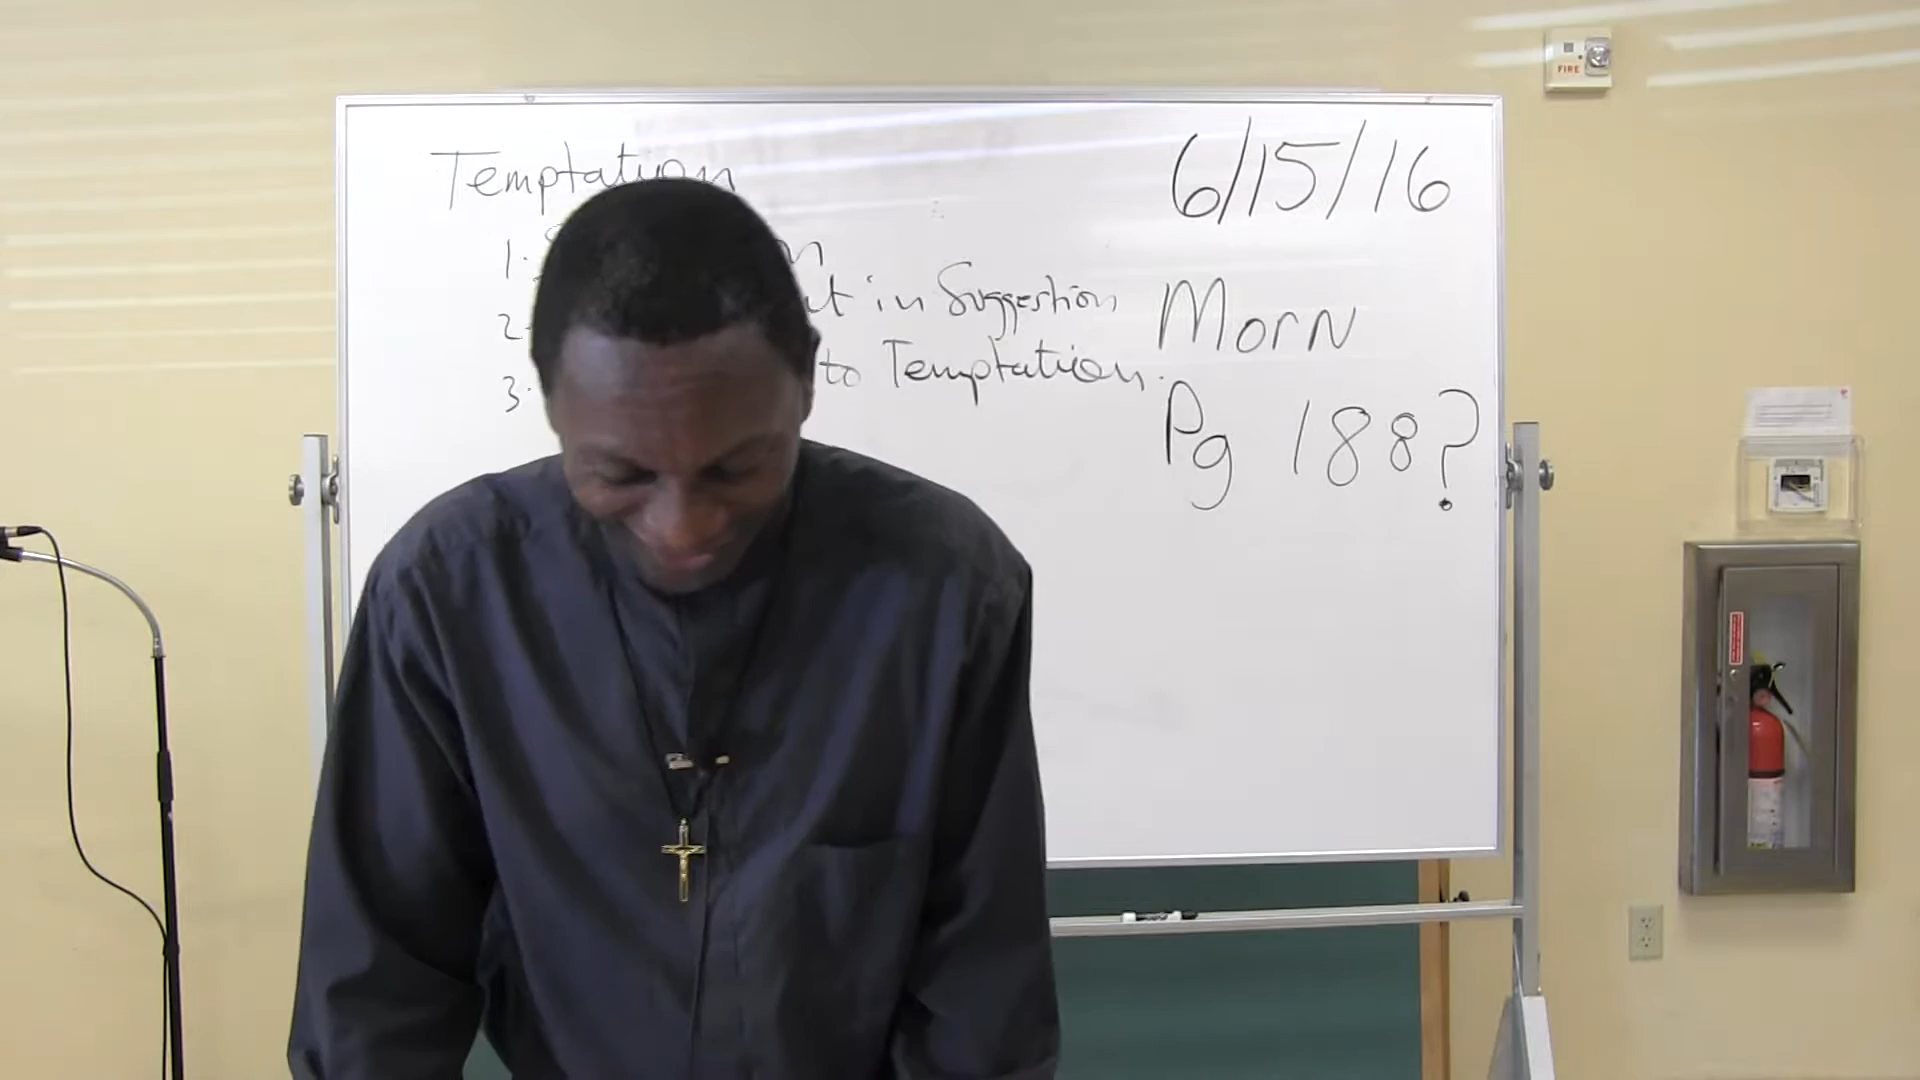 Temptation
1.
2. in Suggestion
3. to Temptation.
6/15/16
Morn
Pg 188?
FIRE